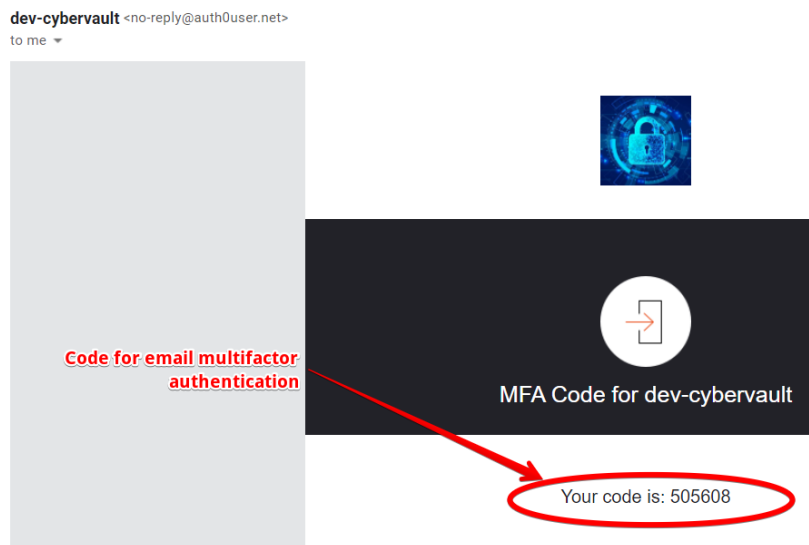 dev-cybervault <no-reply@auth0user.net>
to me
Code for email multifactor
authentication
MFA Code for dev-cybervault
Your code is: 505608